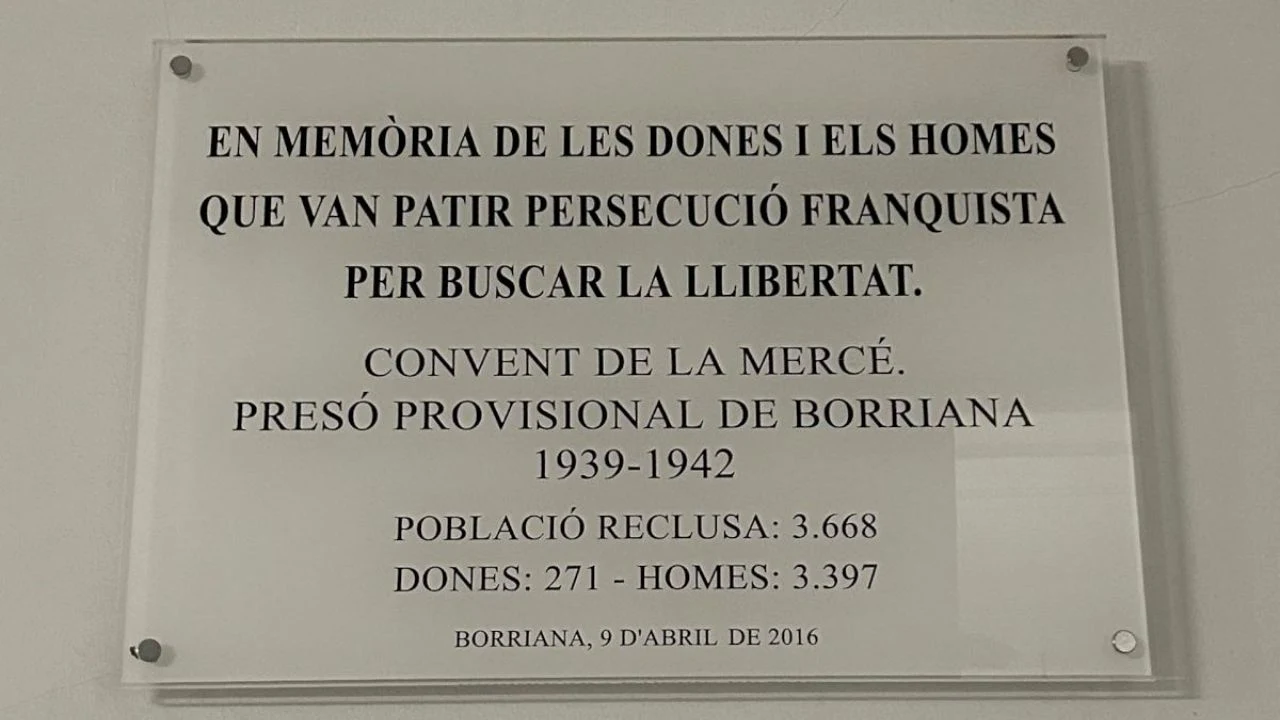 EN MEMÒRIA DE LES DONES I ELS HOMES
QUE VAN PATIR PERSECUCIÓ FRANQUISTA
PER BUSCAR LA LLIBERTAT.
CONVENT DE LA MERCÉ.
PRESÓ PROVISIONAL DE BORRIANA
1939-1942
POBLACIÓ RECLUSA: 3.668
DONES: 271 - HOMES: 3.397
BORRIANA, 9 D'ABRIL DE 2016